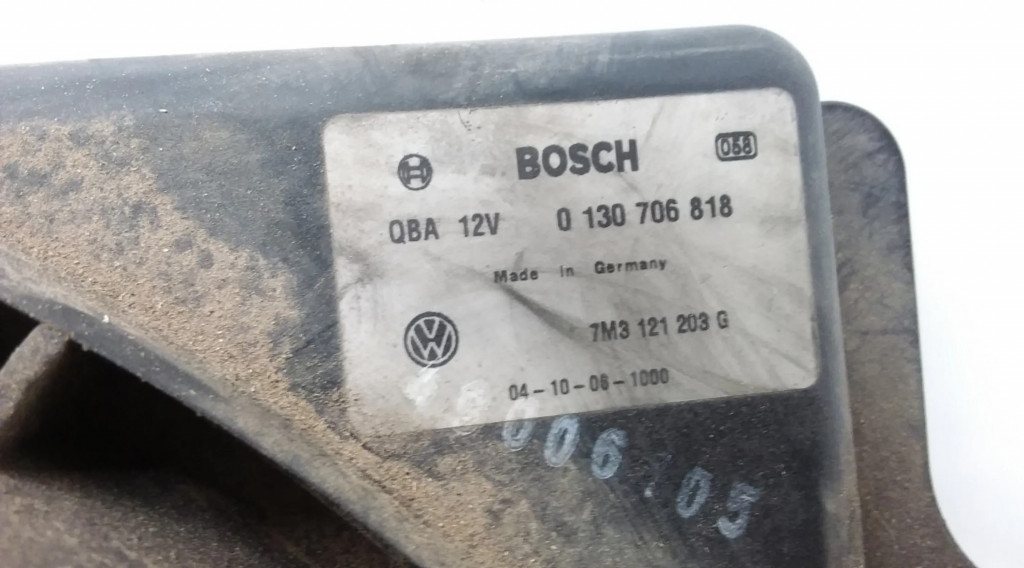 BOSCH 058
QBA 12V 0 130 706 818
Made in Germany
7M3 121 203 G
04-10-06-1000
006/05